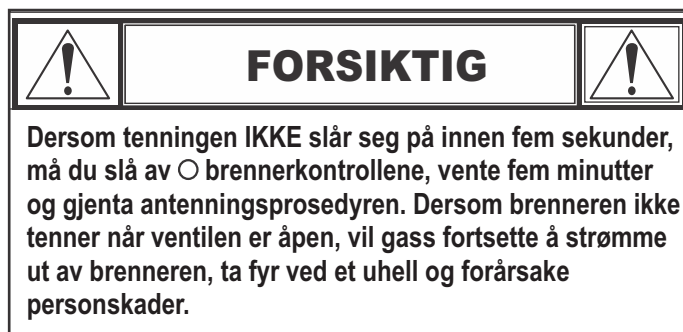 FORSIKTIG
Dersom tenningen IKKE slår seg på innen fem sekunder,
må du slå av ○ brennerkontrollene, vente fem minutter
og gjenta antenningsprosedyren. Dersom brenneren ikke
tenner når ventilen er åpen, vil gass fortsette å strømme
ut av brenneren, ta fyr ved et uhell og forårsake
personskader.